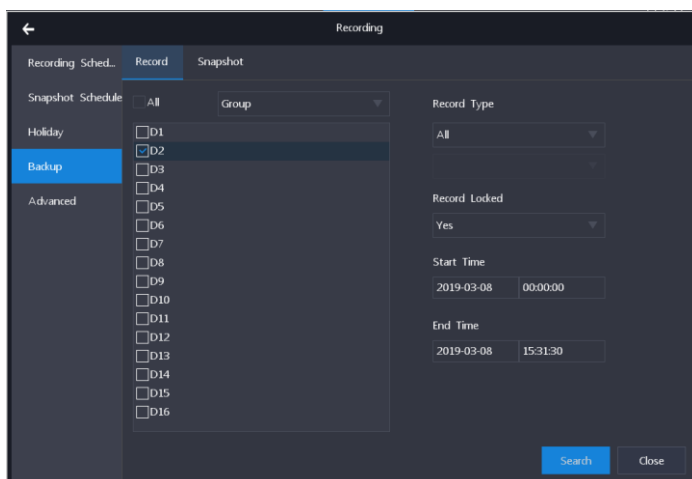 Recording
Recording Sched...
Snapshot Schedule
Holiday
Backup
Advanced
Record Snapshot
All Group
D1
D2
D3
D4
D5
D6
D7
D8
D9
D10
D11
D12
D13
D14
D15
D16
Record Type
All
Record Locked
Yes
Start Time
2019-03-08 00:00:00
End Time
2019-03-08 15:31:30
Search Close